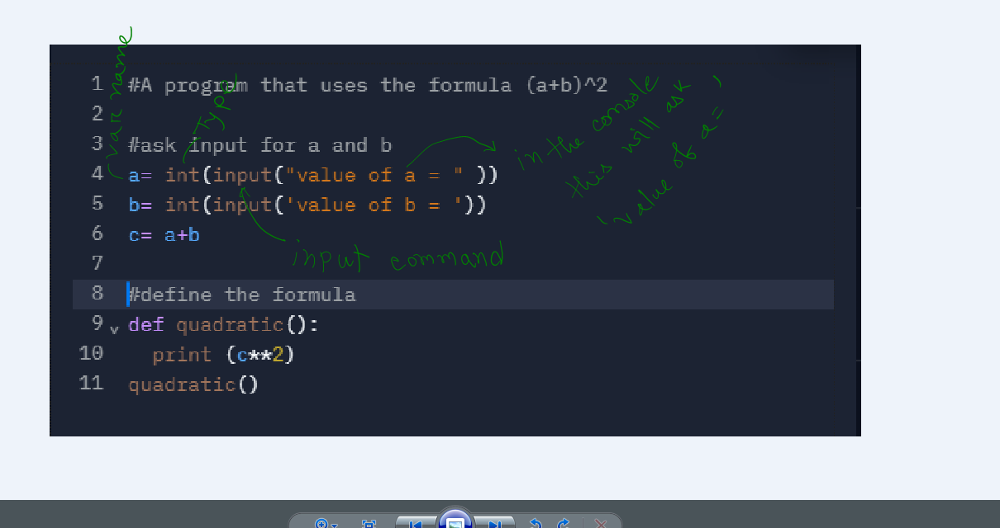 var name
Type
in the console
this will ask
'value of a = '
1 #A program that uses the formula (a+b)^2
2
3 #ask input for a and b
4 a= int(input("value of a = " ))
5 b= int(input('value of b = '))
6 c= a+b
input command
7
8 #define the formula
9 def quadratic():
10 print (c**2)
11 quadratic()